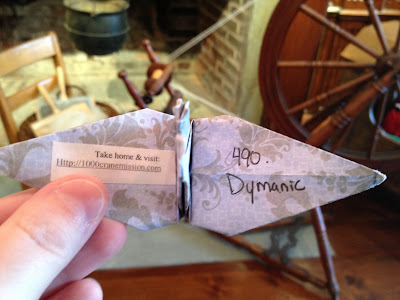 Take home & visit:
Http://1000cranemission.com
490.
Dymanic